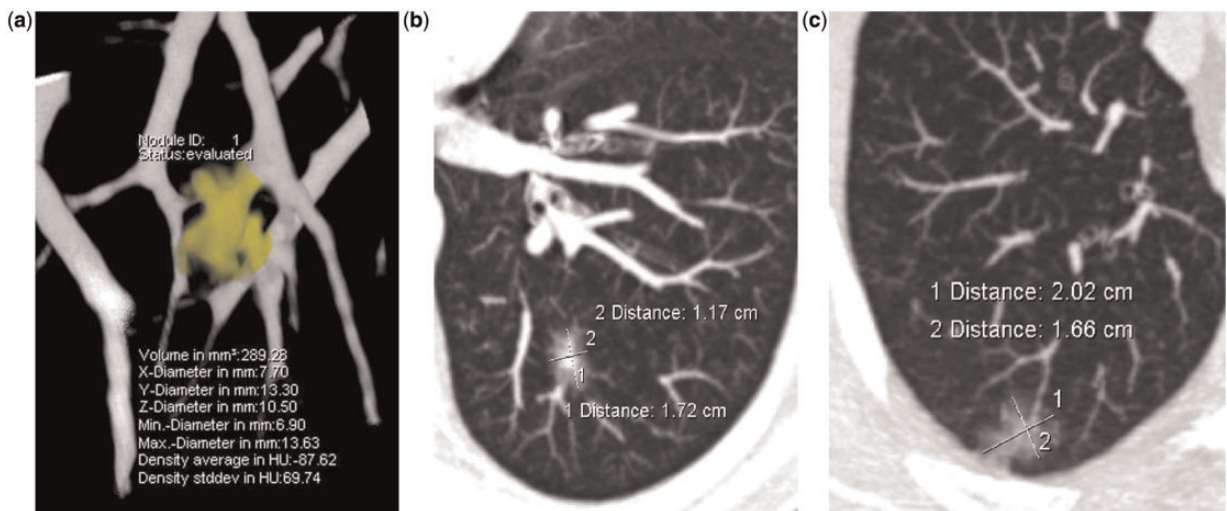 (a)
Nodule ID: 1
Status:evaluated
Volume in mm³:289.28
X-Diameter in mm:7.70
Y-Diameter in mm:13.30
Z-Diameter in mm:10.50
Min.-Diameter in mm:6.90
Max.-Diameter in mm:13.63
Density average in HU:-87.62
Density stddev in HU:69.74
(b)
2 Distance: 1.17 cm
2
1
1 Distance: 1.72 cm
(c)
1 Distance: 2.02 cm
2 Distance: 1.66 cm
1
2